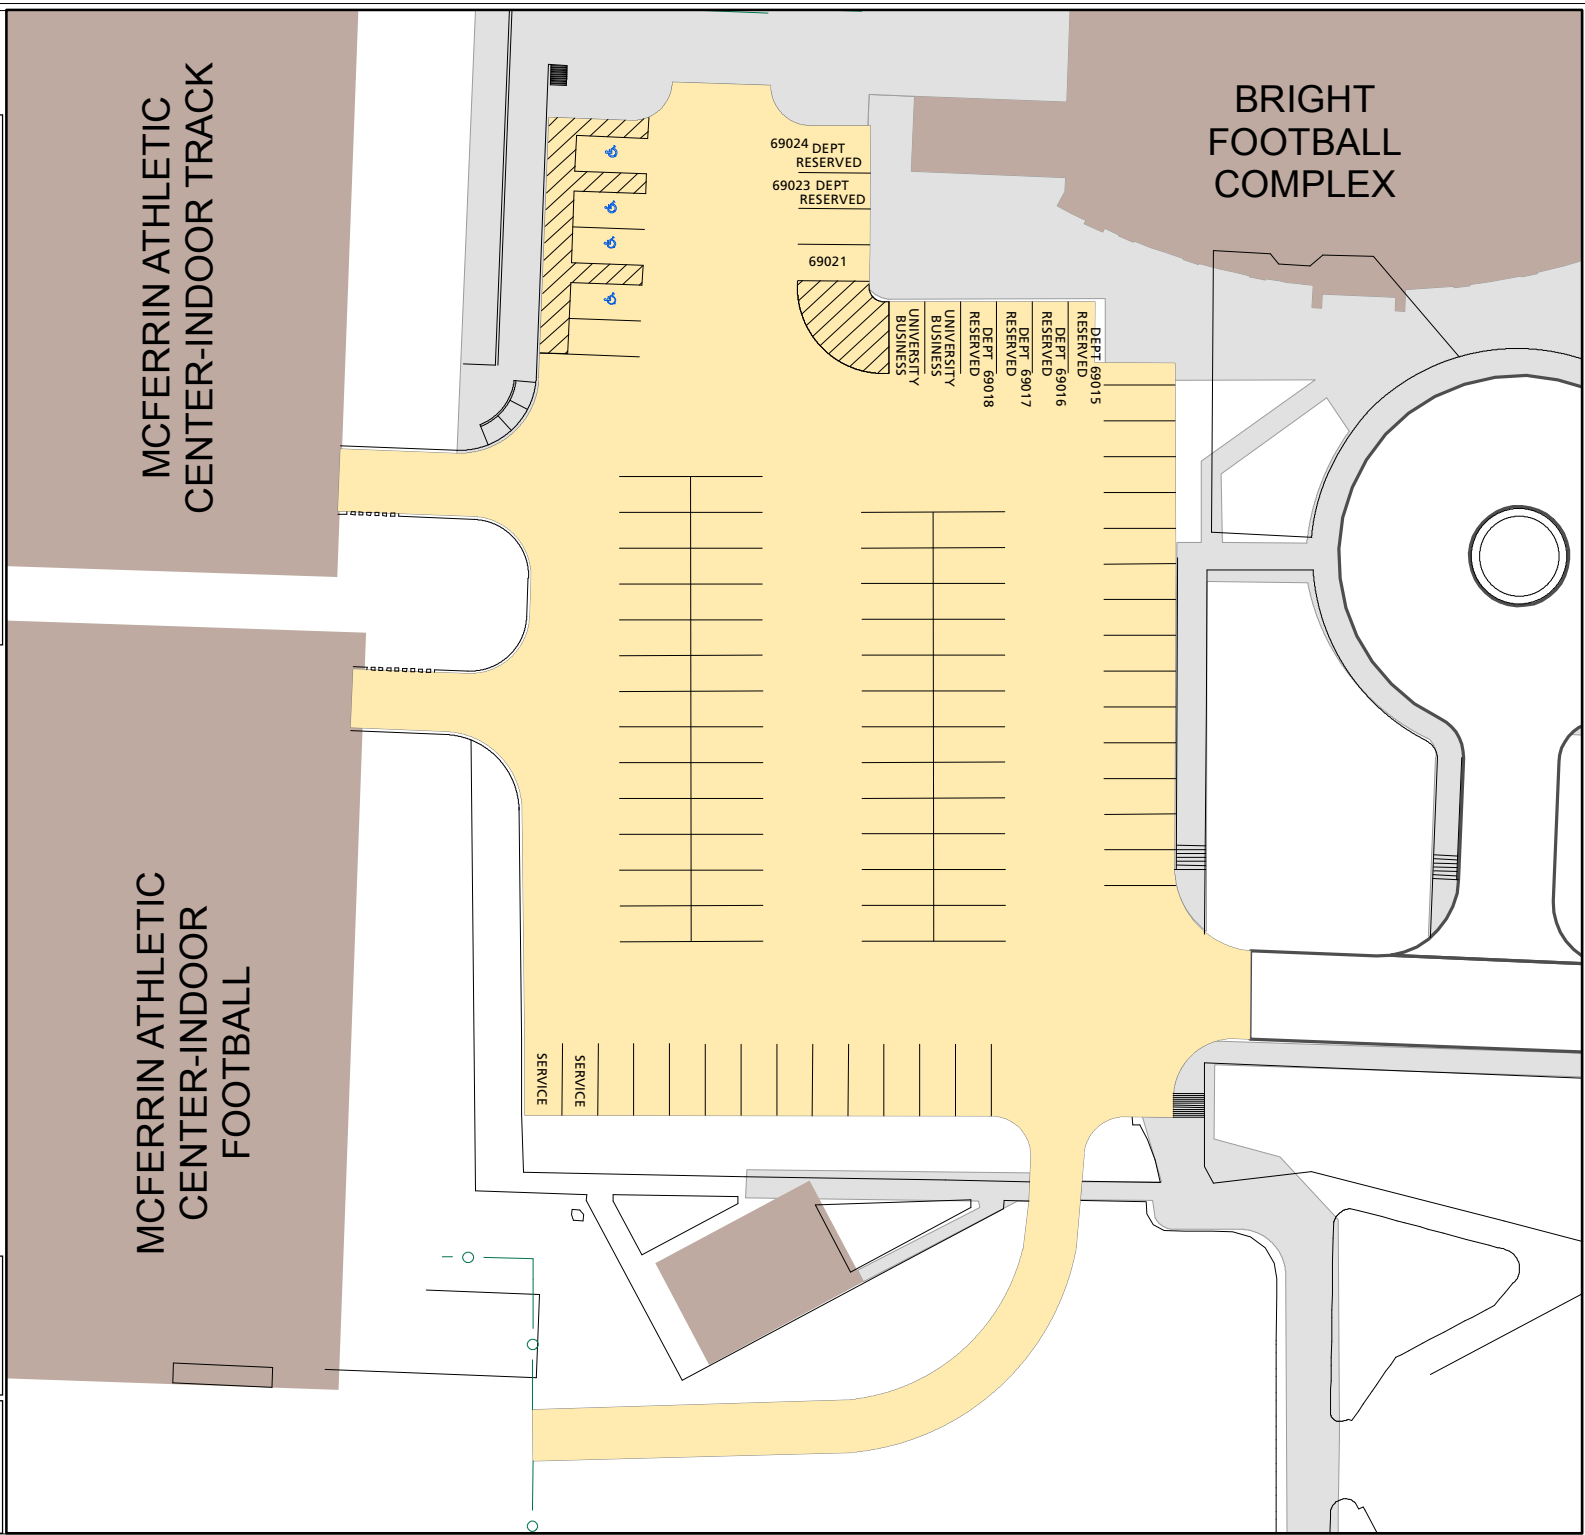 MCFERRIN ATHLETIC
CENTER-INDOOR TRACK
BRIGHT
FOOTBALL
COMPLEX
69024 DEPT
RESERVED
69023 DEPT
RESERVED
69021
UNIVERSITY
BUSINESS
UNIVERSITY
BUSINESS
DEPT 69018
RESERVED
DEPT 69017
RESERVED
DEPT 69016
RESERVED
DEPT 69015
RESERVED
MCFERRIN ATHLETIC
CENTER-INDOOR
FOOTBALL
SERVICE
SERVICE